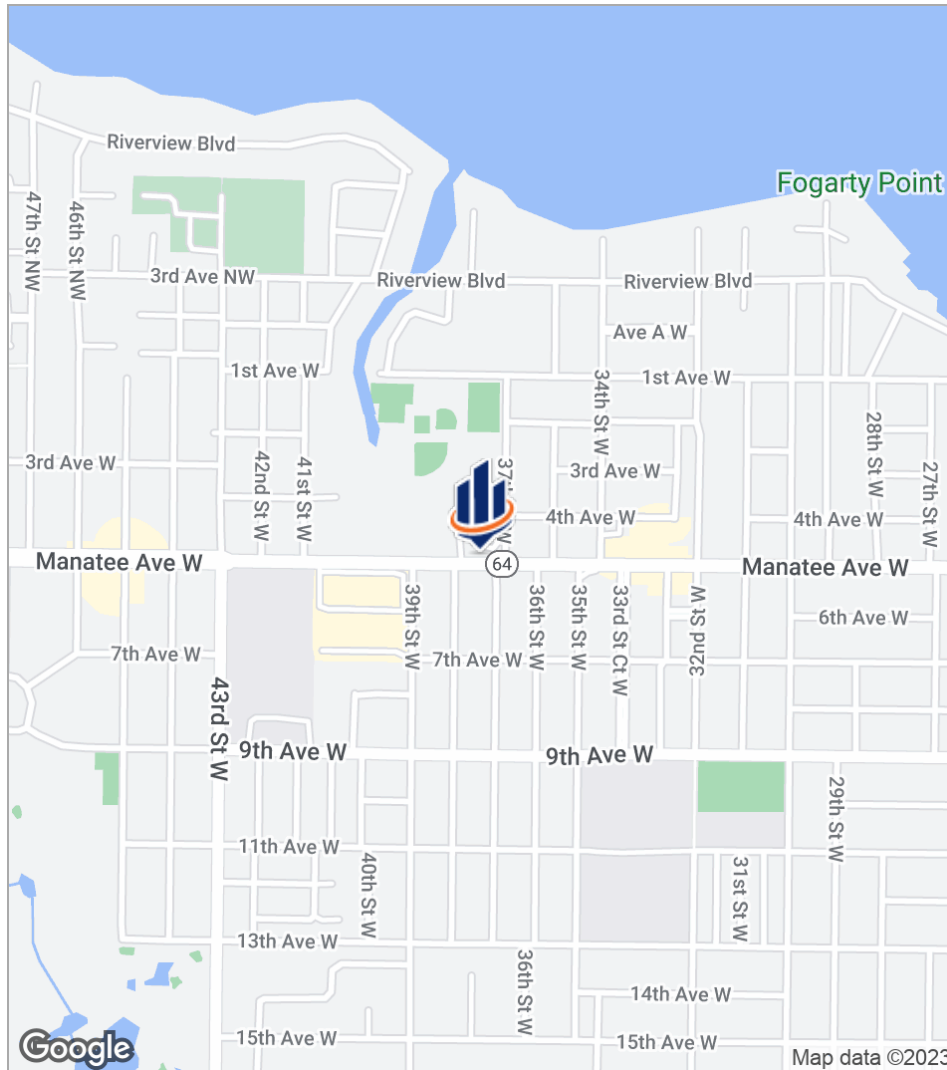 Riverview Blvd
Fogarty Point
47th St NW
46th St NW
3rd Ave NW
Riverview Blvd
Riverview Blvd
Ave A W
1st Ave W
34th St W
1st Ave W
28th St W
27th St W
3rd Ave W
42nd St W
41st St W
37th
W
3rd Ave W
4th Ave W
4th Ave W
Manatee Ave W
64
Manatee Ave W
39th St W
36th St W
35th St W
33rd St Ct W
32nd St W
6th Ave W
7th Ave W
7th Ave W
43rd St W
9th Ave W
9th Ave W
29th St W
11th Ave W
40th St W
31st St W
13th Ave W
36th St W
14th Ave W
15th Ave W
15th Ave W
Google
Map data ©2023